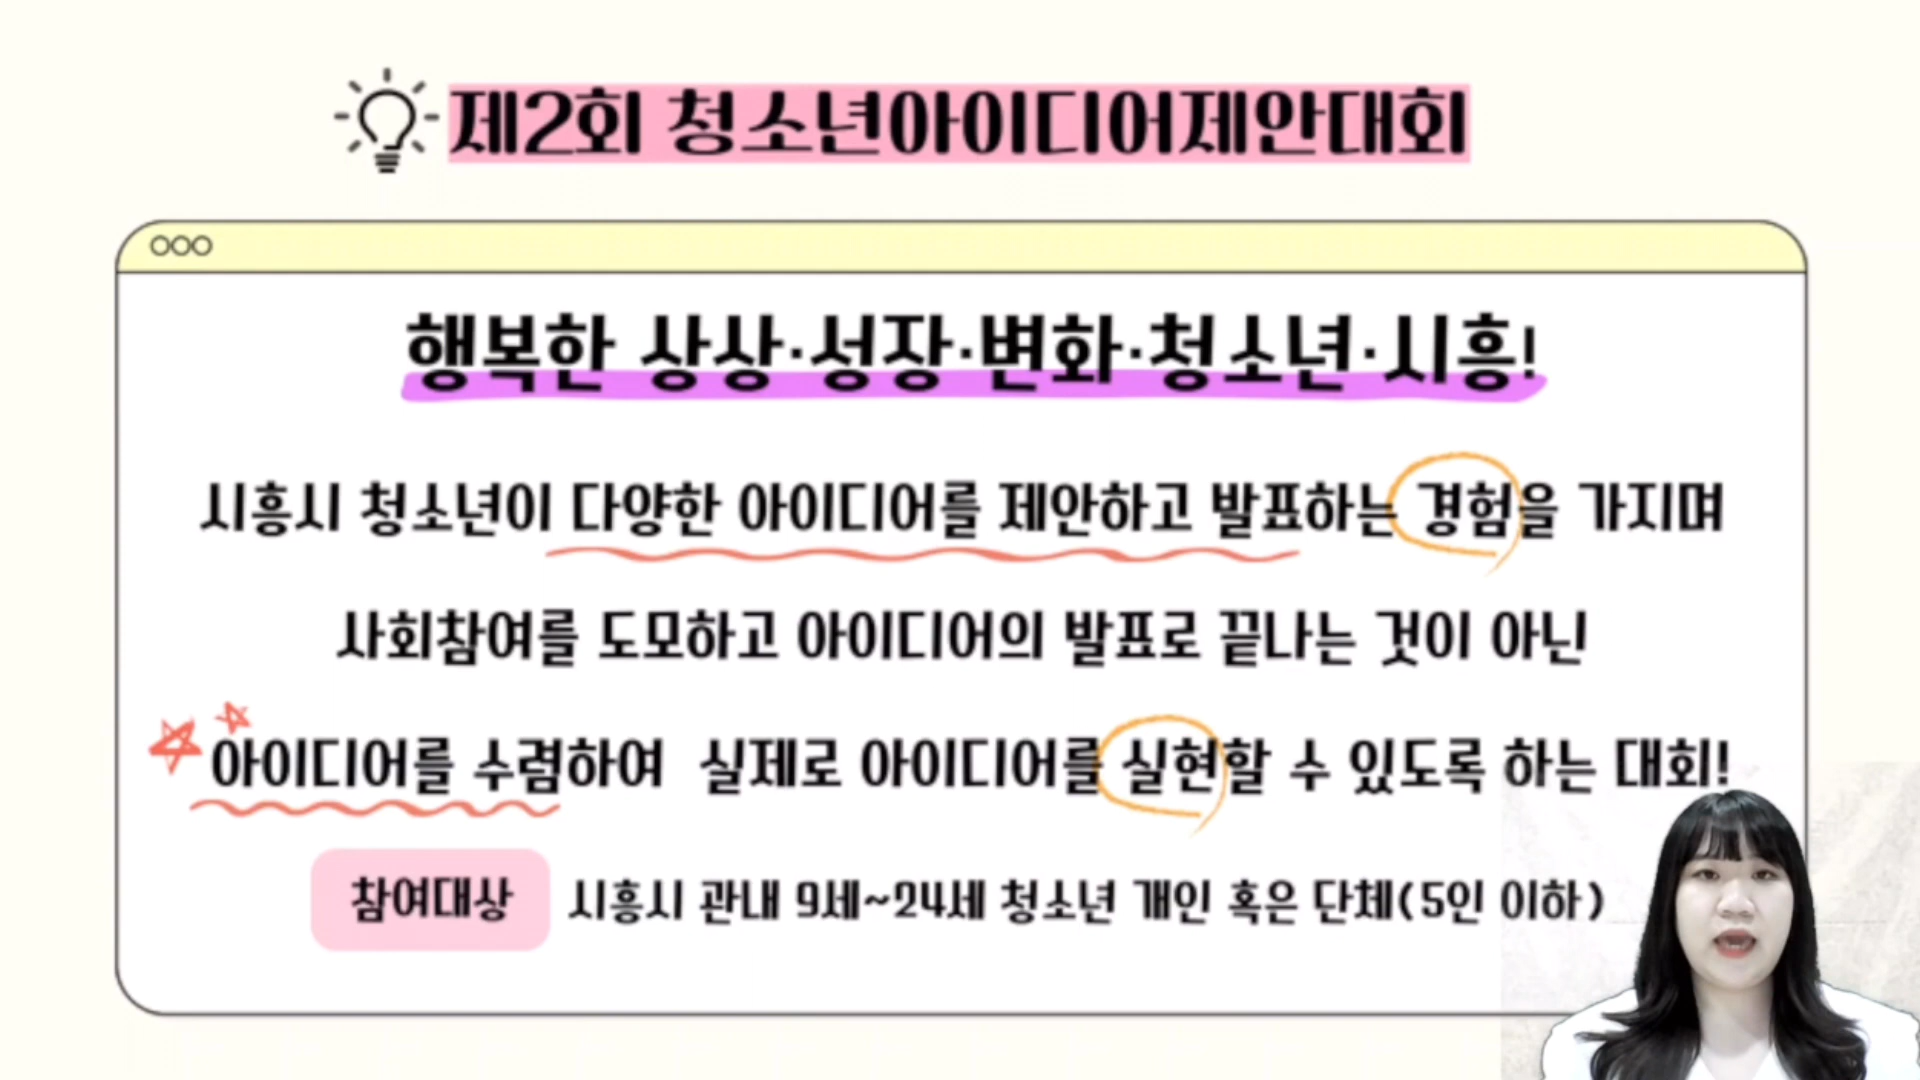 제2회 청소년아이디어제안대회
행복한 상상·성장·변화·청소년·시흥!
시흥시 청소년이 다양한 아이디어를 제안하고 발표하는 경험을 가지며
사회참여를 도모하고 아이디어의 발표로 끝나는 것이 아닌
아이디어를 수렴하여 실제로 아이디어를 실현할 수 있도록 하는 대회!
참여대상 시흥시 관내 9세~24세 청소년 개인 혹은 단체(5인 이하)